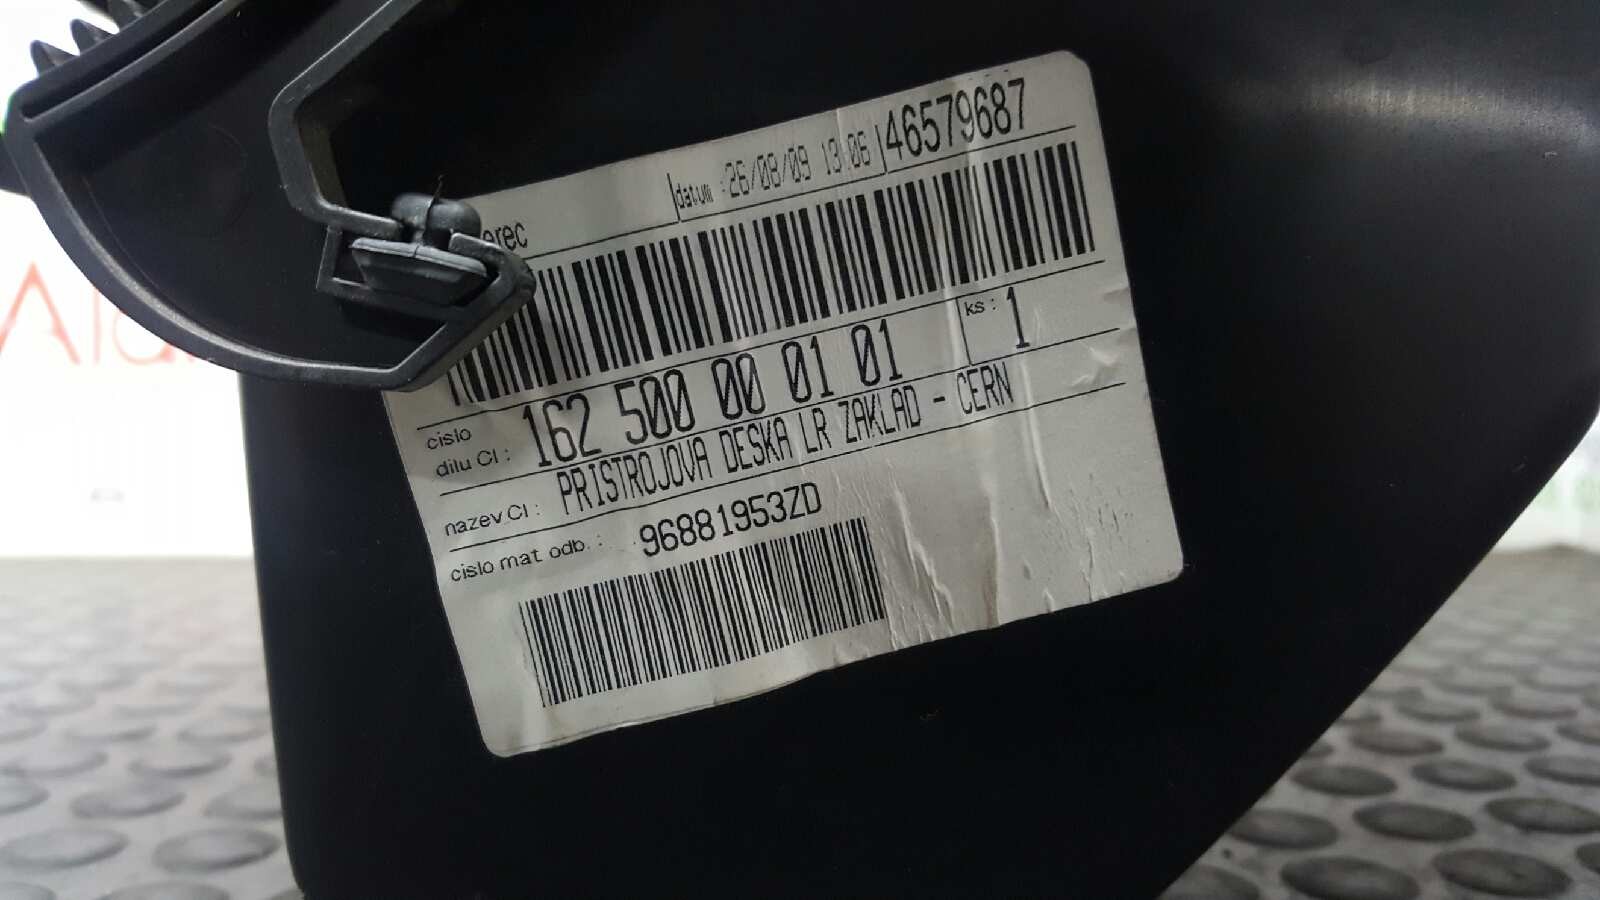 datum : 26/08/09 13:06 46579687
ks : 1
cislo
dilu CI : 162 500 00 01 01
nazev CI : PRISTROJOVA DESKA LR ZAKLAD - CERN
cislo mat. odb. : 96881953ZD